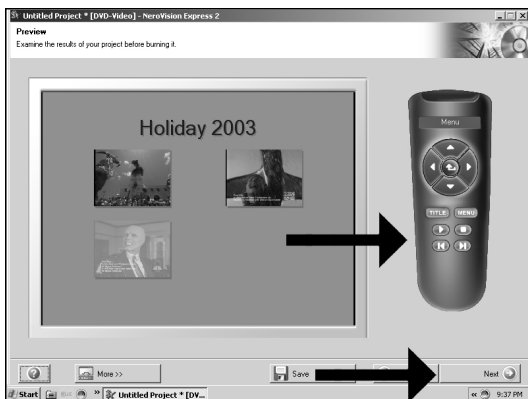 Untitled Project * [DVD-Video] - NeroVision Express 2
Preview
Examine the results of your project before burning it.
Holiday 2003
Menu
TITLE MENU
More >>
Save
Next
Start
Untitled Project * [DV...
9:37 PM